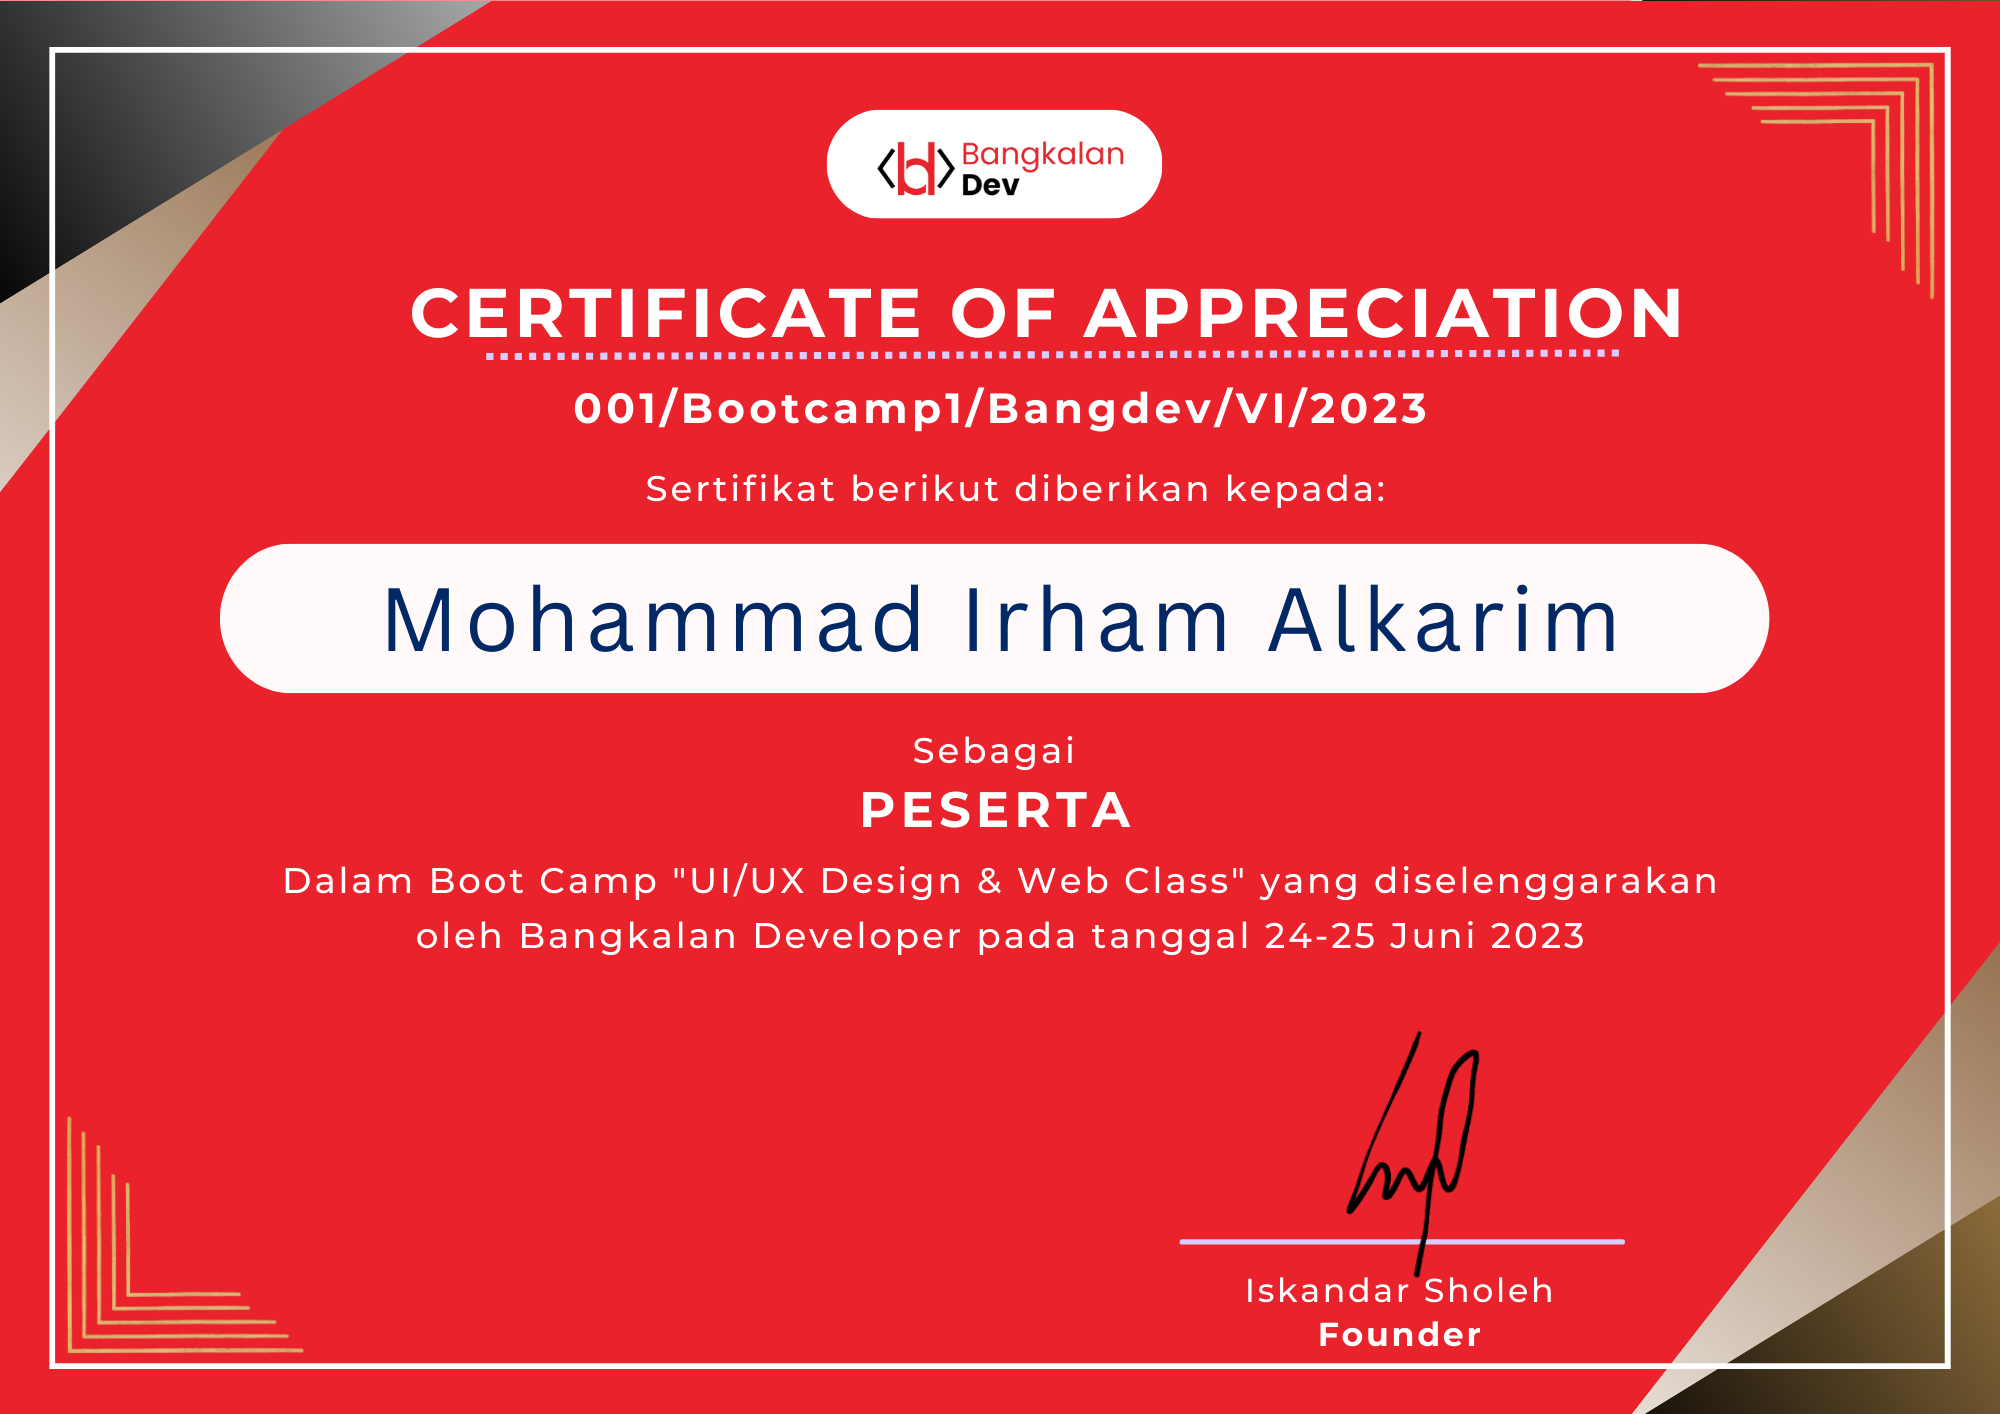 Bangkalan
Dev
CERTIFICATE OF APPRECIATION
001/Bootcamp1/Bangdev/VI/2023
Sertifikat berikut diberikan kepada:
Mohammad Irham Alkarim
Sebagai
PESERTA
Dalam Boot Camp "UI/UX Design & Web Class" yang diselenggarakan
oleh Bangkalan Developer pada tanggal 24-25 Juni 2023
Iskandar Sholeh
Founder